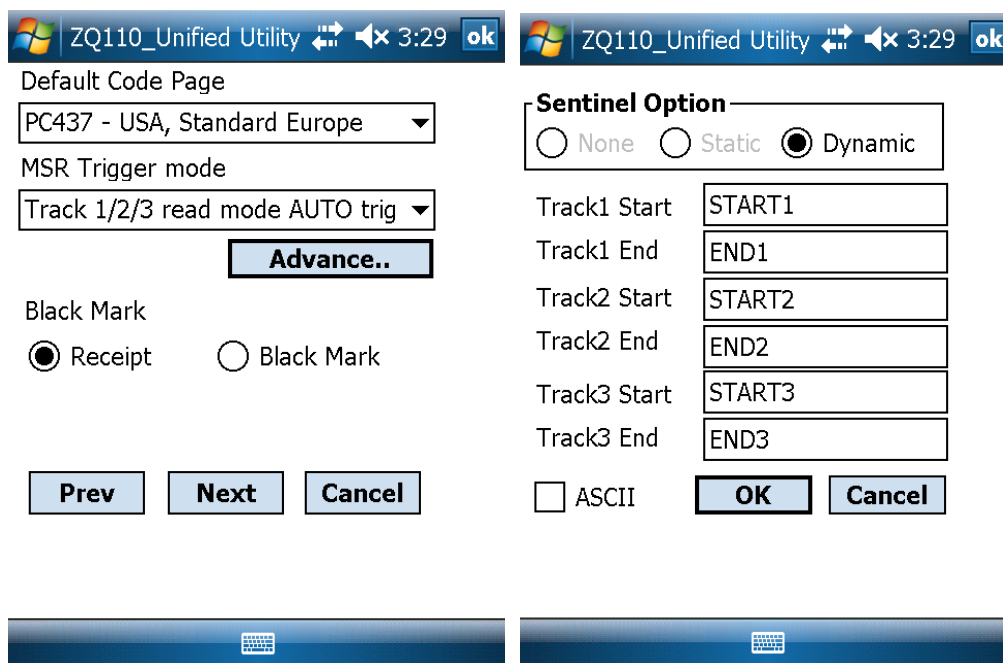 ZQ110_Unified Utility 3:29 ok
Default Code Page
PC437 - USA, Standard Europe
MSR Trigger mode
Track 1/2/3 read mode AUTO trig
Advance..
Black Mark
Receipt Black Mark
Prev Next Cancel
ZQ110_Unified Utility 3:29 ok
Sentinel Option
None Static Dynamic
Track1 Start START1
Track1 End END1
Track2 Start START2
Track2 End END2
Track3 Start START3
Track3 End END3
ASCII OK Cancel